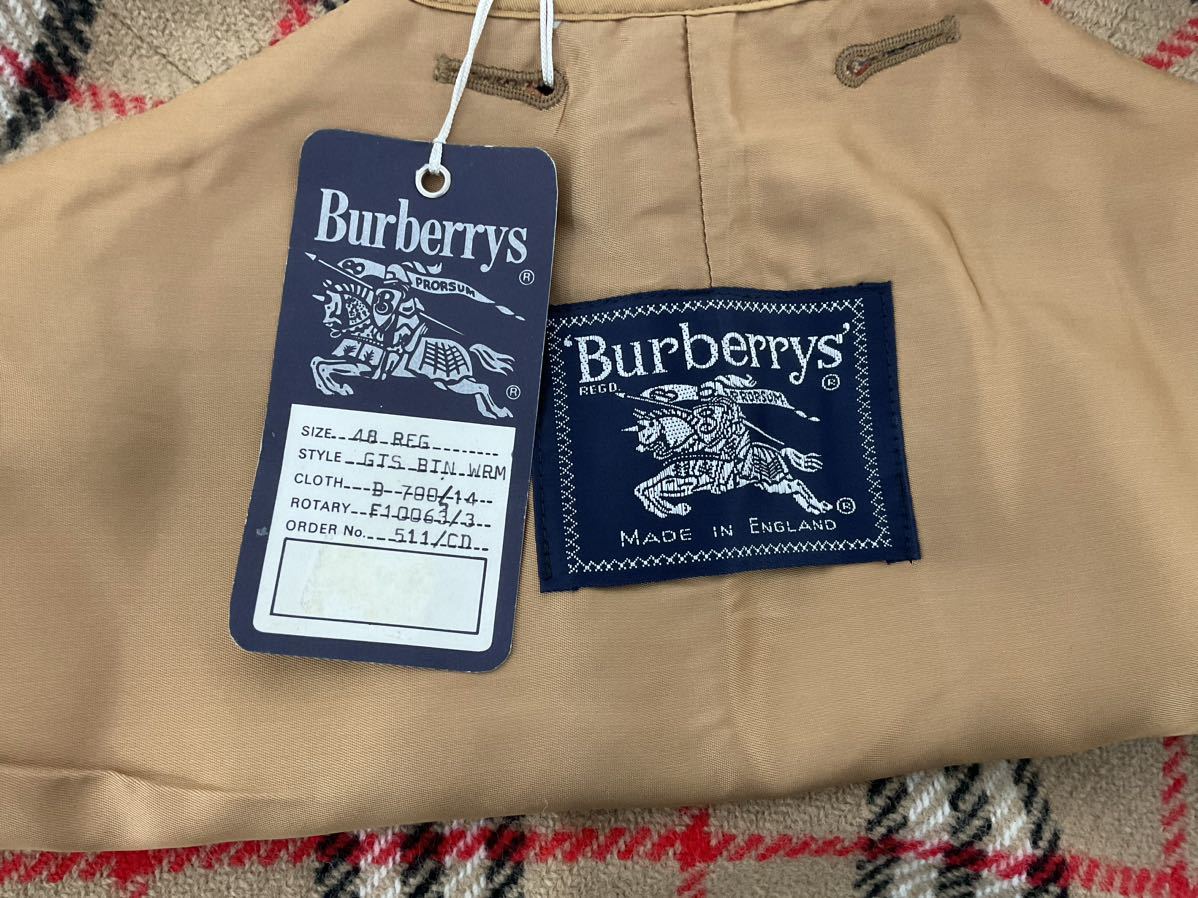 Burberrys
®
PRORSUM
B
®
SIZE 48 REG
STYLE GTS BTN WRM
CLOTH D 700/14
ROTARY F10063/3
ORDER No. 511/CD
'Burberrys'
REGD. ®
PRORSUM
®
MADE IN ENGLAND